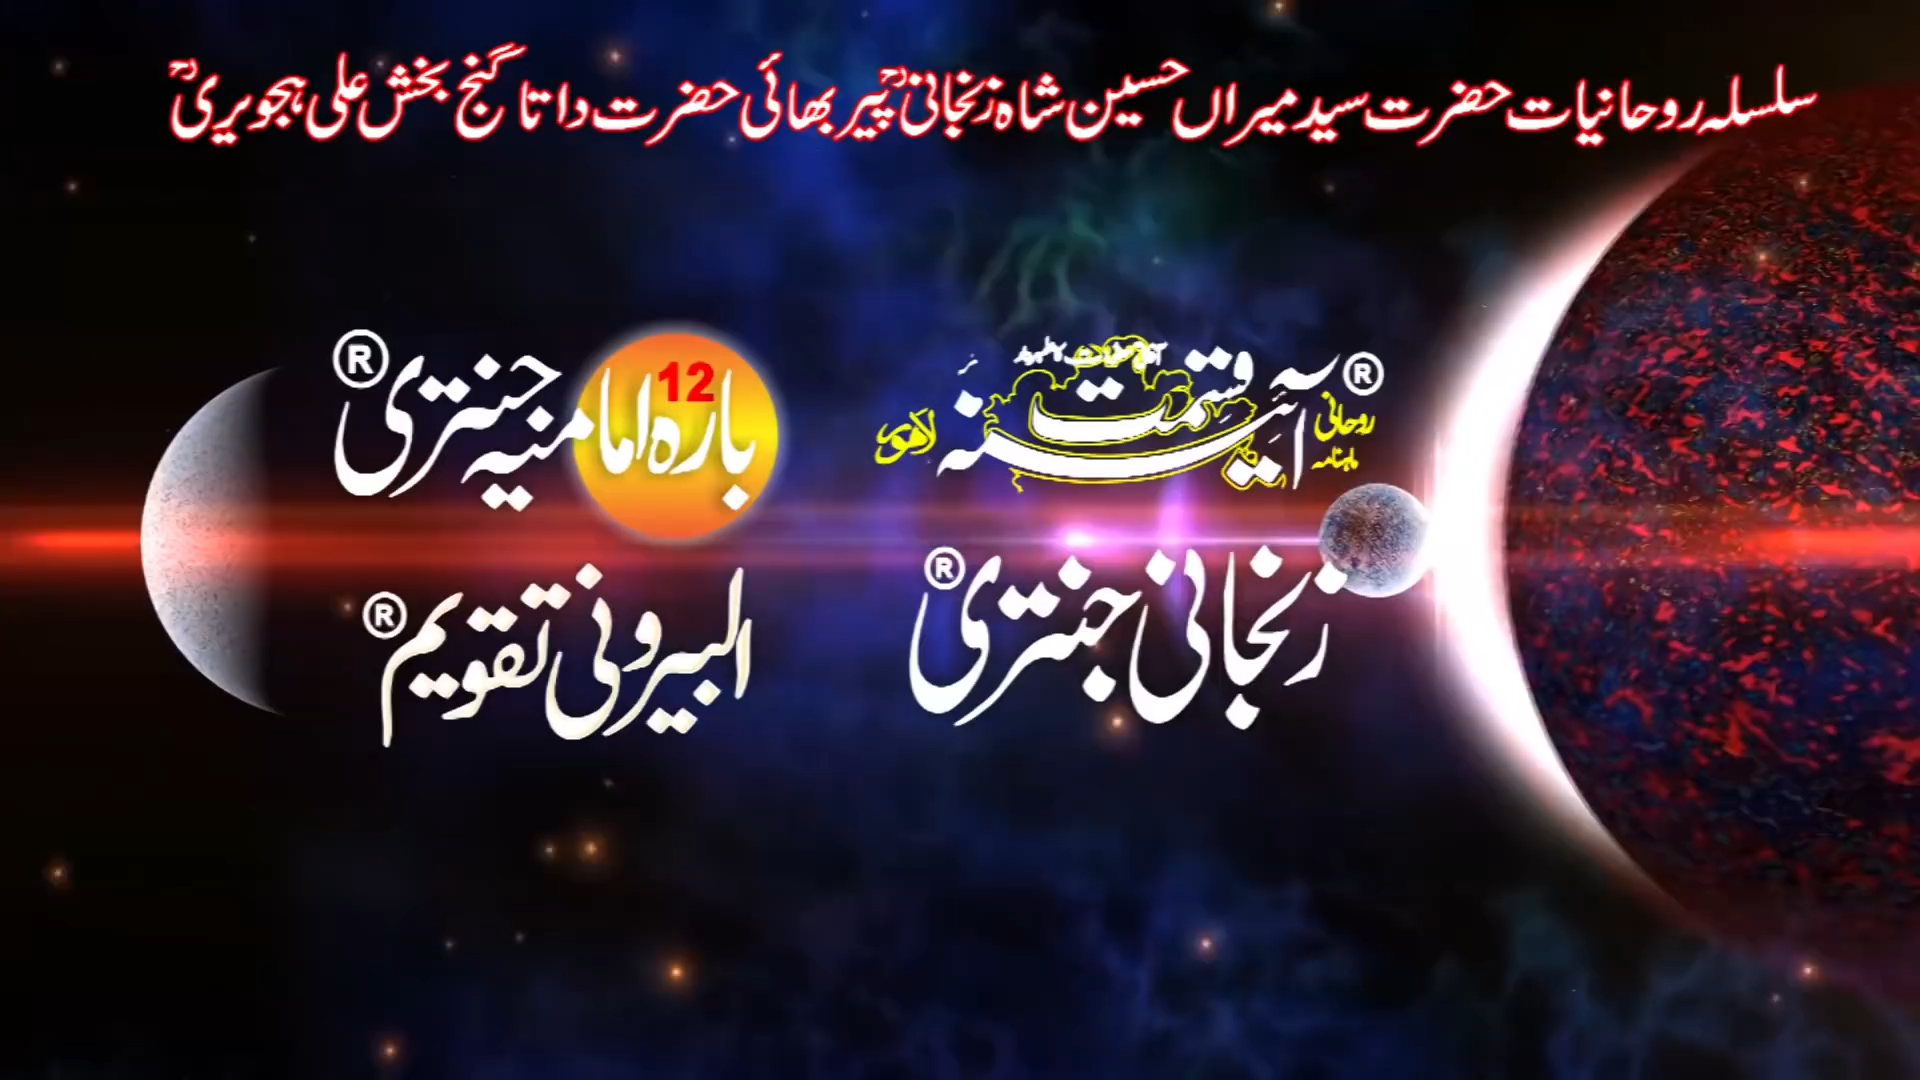 سلسلہ روحانیات حضرت سید میراں حسین شاہ زنجانیؒ پیر بھائی حضرت داتا گنج بخش علی ہجویریؒ
روحانی ماہنامہ آئینہ قسمت لاہور ®
12 بارہ امامنیہ جنتری ®
زنجانی جنتری ®
البیرونی تقویم ®